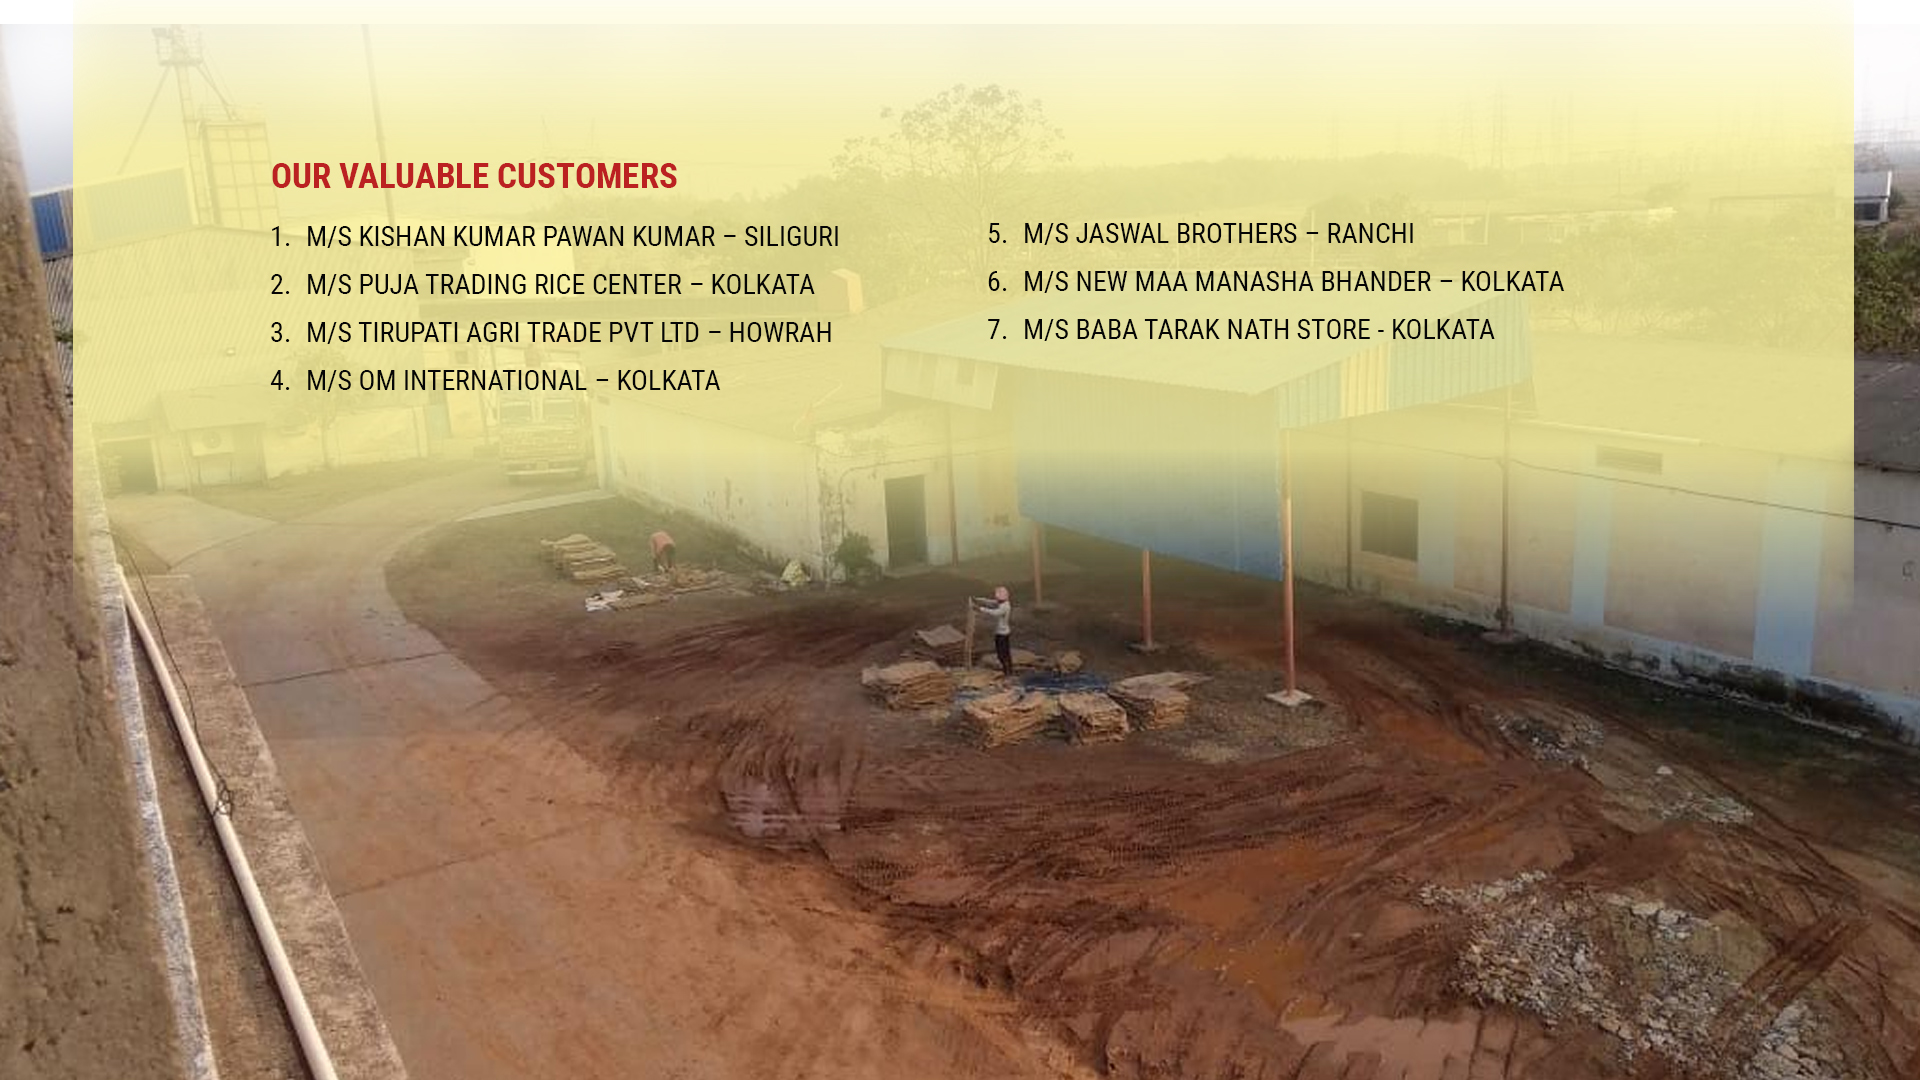 OUR VALUABLE CUSTOMERS
1. M/S KISHAN KUMAR PAWAN KUMAR – SILIGURI
2. M/S PUJA TRADING RICE CENTER – KOLKATA
3. M/S TIRUPATI AGRI TRADE PVT LTD – HOWRAH
4. M/S OM INTERNATIONAL – KOLKATA
5. M/S JASWAL BROTHERS – RANCHI
6. M/S NEW MAA MANASHA BHANDER – KOLKATA
7. M/S BABA TARAK NATH STORE - KOLKATA